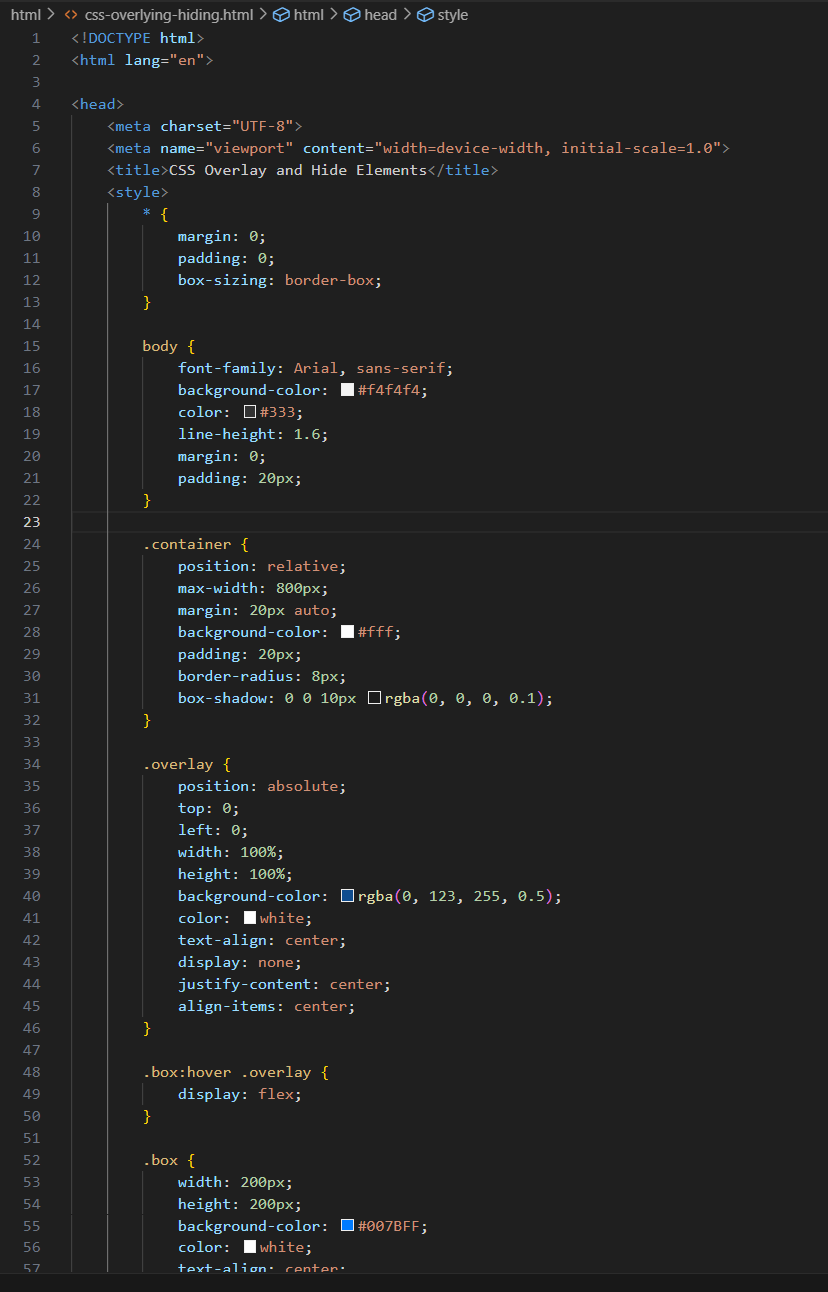 html > <> css-overlying-hiding.html > html > head > style
1 <!DOCTYPE html>
2 <html lang="en">
3
4 <head>
5     <meta charset="UTF-8">
6     <meta name="viewport" content="width=device-width, initial-scale=1.0">
7     <title>CSS Overlay and Hide Elements</title>
8     <style>
9         * {
10             margin: 0;
11             padding: 0;
12             box-sizing: border-box;
13         }
14
15         body {
16             font-family: Arial, sans-serif;
17             background-color: #f4f4f4;
18             color: #333;
19             line-height: 1.6;
20             margin: 0;
21             padding: 20px;
22         }
23
24         .container {
25             position: relative;
26             max-width: 800px;
27             margin: 20px auto;
28             background-color: #fff;
29             padding: 20px;
30             border-radius: 8px;
31             box-shadow: 0 0 10px rgba(0, 0, 0, 0.1);
32         }
33
34         .overlay {
35             position: absolute;
36             top: 0;
37             left: 0;
38             width: 100%;
39             height: 100%;
40             background-color: rgba(0, 123, 255, 0.5);
41             color: white;
42             text-align: center;
43             display: none;
44             justify-content: center;
45             align-items: center;
46         }
47
48         .box:hover .overlay {
49             display: flex;
50         }
51
52         .box {
53             width: 200px;
54             height: 200px;
55             background-color: #007BFF;
56             color: white;
57             text-align: center;